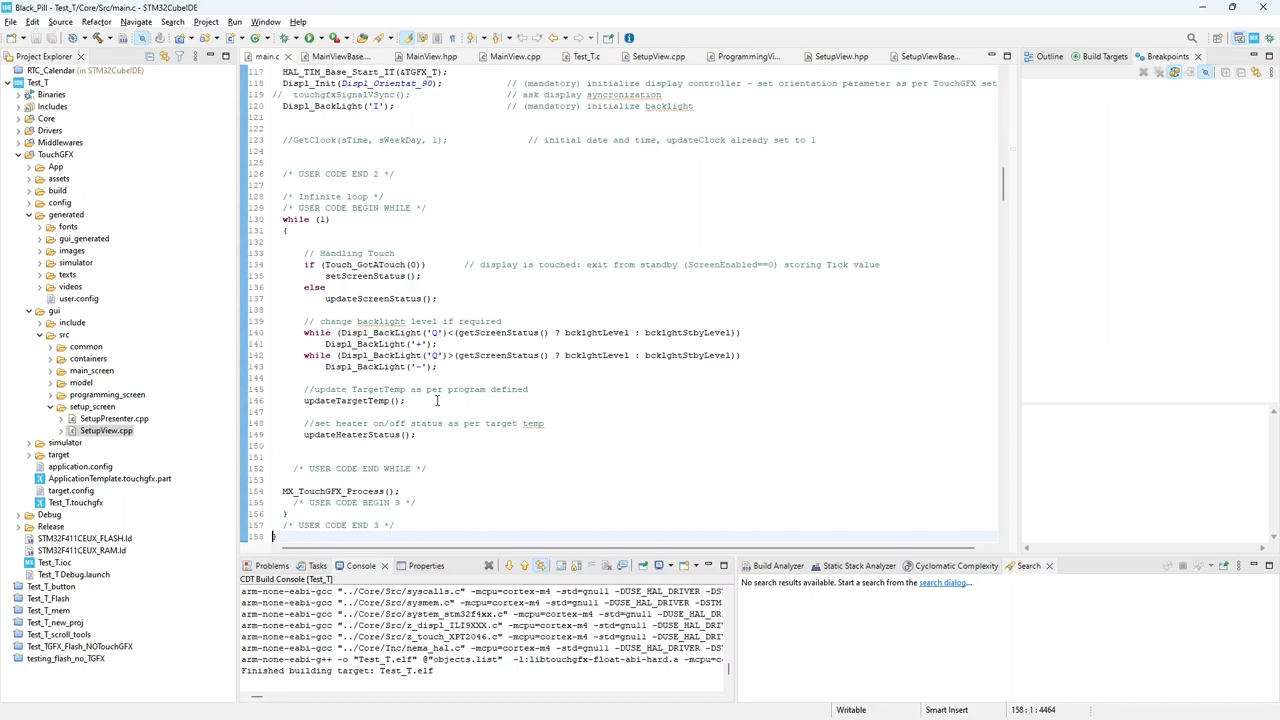 Black_Pill - Test_T/Core/Src/main.c - STM32CubeIDE
File Edit Source Refactor Navigate Search Project Run Window Help
Project Explorer
main.c
MainViewBase....
MainView.hpp
MainView.cpp
Test_T.c
SetupView.cpp
ProgrammingVi...
SetupView.hpp
SetupViewBase....
Outline
Build Targets
Breakpoints
RTC_Calendar (in STM32CubeIDE)
Test_T
Binaries
Includes
Core
Drivers
Middlewares
TouchGFX
App
assets
build
config
generated
fonts
gui_generated
images
simulator
texts
videos
user.config
gui
include
src
common
containers
main_screen
model
programming_screen
setup_screen
SetupPresenter.cpp
SetupView.cpp
simulator
target
application.config
ApplicationTemplate.touchgfx.part
target.config
Test_T.touchgfx
Debug
Release
STM32F411CEUX_FLASH.ld
STM32F411CEUX_RAM.ld
Test_T.ioc
Test_T Debug.launch
Test_T_button
Test_T_Flash
Test_T_mem
Test_T_new_proj
Test_T_scroll_tools
Test_TGFX_Flash_NOTouchGFX
testing_flash_no_TGFX
117 HAL_TIM_Base_Start_IT(&TGFX_T);
118 Displ_Init(Displ_Orientat_90); // (mandatory) initialize display controller - set orientation parameter as per TouchGFX set
119 // touchgfxSignalVSync(); // ask display syncronization
120 Displ_BackLight('I'); // (mandatory) initialize backlight
121
122
123 //GetClock(sTime, sWeekDay, 1); // initial date and time, updateClock already set to 1
124
125
126 /* USER CODE END 2 */
127
128 /* Infinite loop */
129 /* USER CODE BEGIN WHILE */
130 while (1)
131 {
132
133 // Handling Touch
134 if (Touch_GotATouch(0)) // display is touched: exit from standby (ScreenEnabled==0) storing Tick value
135 setScreenStatus();
136 else
137 updateScreenStatus();
138
139 // change backlight level if required
140 while (Displ_BackLight('Q')<(getScreenStatus() ? bcklghtLevel : bcklghtStbyLevel))
141 Displ_BackLight('+');
142 while (Displ_BackLight('Q')>(getScreenStatus() ? bcklghtLevel : bcklghtStbyLevel))
143 Displ_BackLight('-');
144
145 //update TargetTemp as per program defined
146 updateTargetTemp();
147
148 //set heater on/off status as per target temp
149 updateHeaterStatus();
150
151
152 /* USER CODE END WHILE */
153
154 MX_TouchGFX_Process();
155 /* USER CODE BEGIN 3 */
156 }
157 /* USER CODE END 3 */
158 }
Problems
Tasks
Console
Properties
CDT Build Console [Test_T]
arm-none-eabi-gcc "../Core/Src/syscalls.c" -mcpu=cortex-m4 -std=gnull -DUSE_HAL_DRIVER -DST
arm-none-eabi-gcc "../Core/Src/sysmem.c" -mcpu=cortex-m4 -std=gnull -DUSE_HAL_DRIVER -DSTM
arm-none-eabi-gcc "../Core/Src/system_stm32f4xx.c" -mcpu=cortex-m4 -std=gnull -DUSE_HAL_DRI
arm-none-eabi-gcc "../Core/Src/z_displ_ILI9XXX.c" -mcpu=cortex-m4 -std=gnull -DUSE_HAL_DRIV
arm-none-eabi-gcc "../Core/Src/z_touch_XPT2046.c" -mcpu=cortex-m4 -std=gnull -DUSE_HAL_DRIV
arm-none-eabi-gcc "../Core/Inc/nema_hal.c" -mcpu=cortex-m4 -std=gnull -DUSE_HAL_DRIVER -DST
arm-none-eabi-g++ -o "Test_T.elf" @"objects.list" -l:libtouchgfx-float-abi-hard.a -mcpu=c
Finished building target: Test_T.elf
Build Analyzer
Static Stack Analyzer
Cyclomatic Complexity
Search
No search results available. Start a search from the search dialog...
Writable
Smart Insert
158 : 1 : 4464